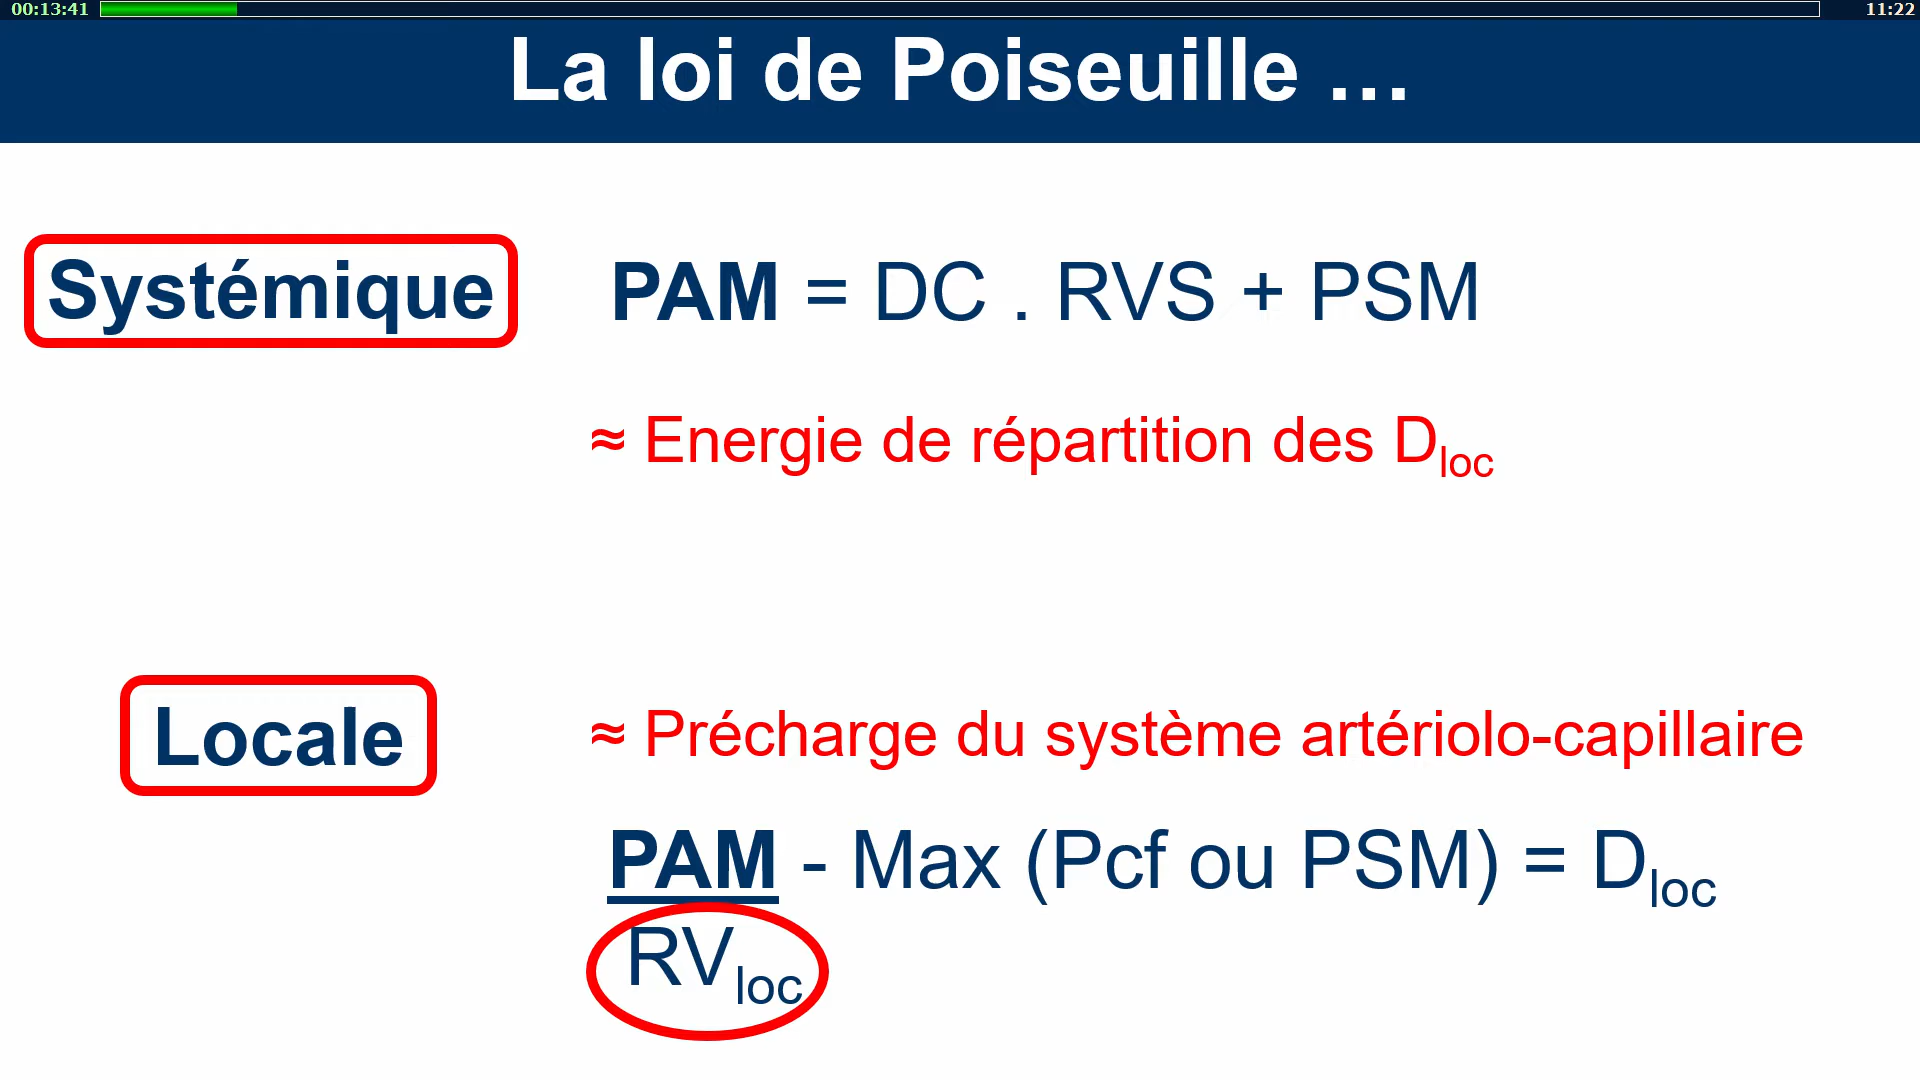 00:13:41
11:22
La loi de Poiseuille ...
Systémique
PAM = DC . RVS + PSM
≈ Energie de répartition des Dloc
Locale
≈ Précharge du système artériolo-capillaire
PAM - Max (Pcf ou PSM) = Dloc
RVloc